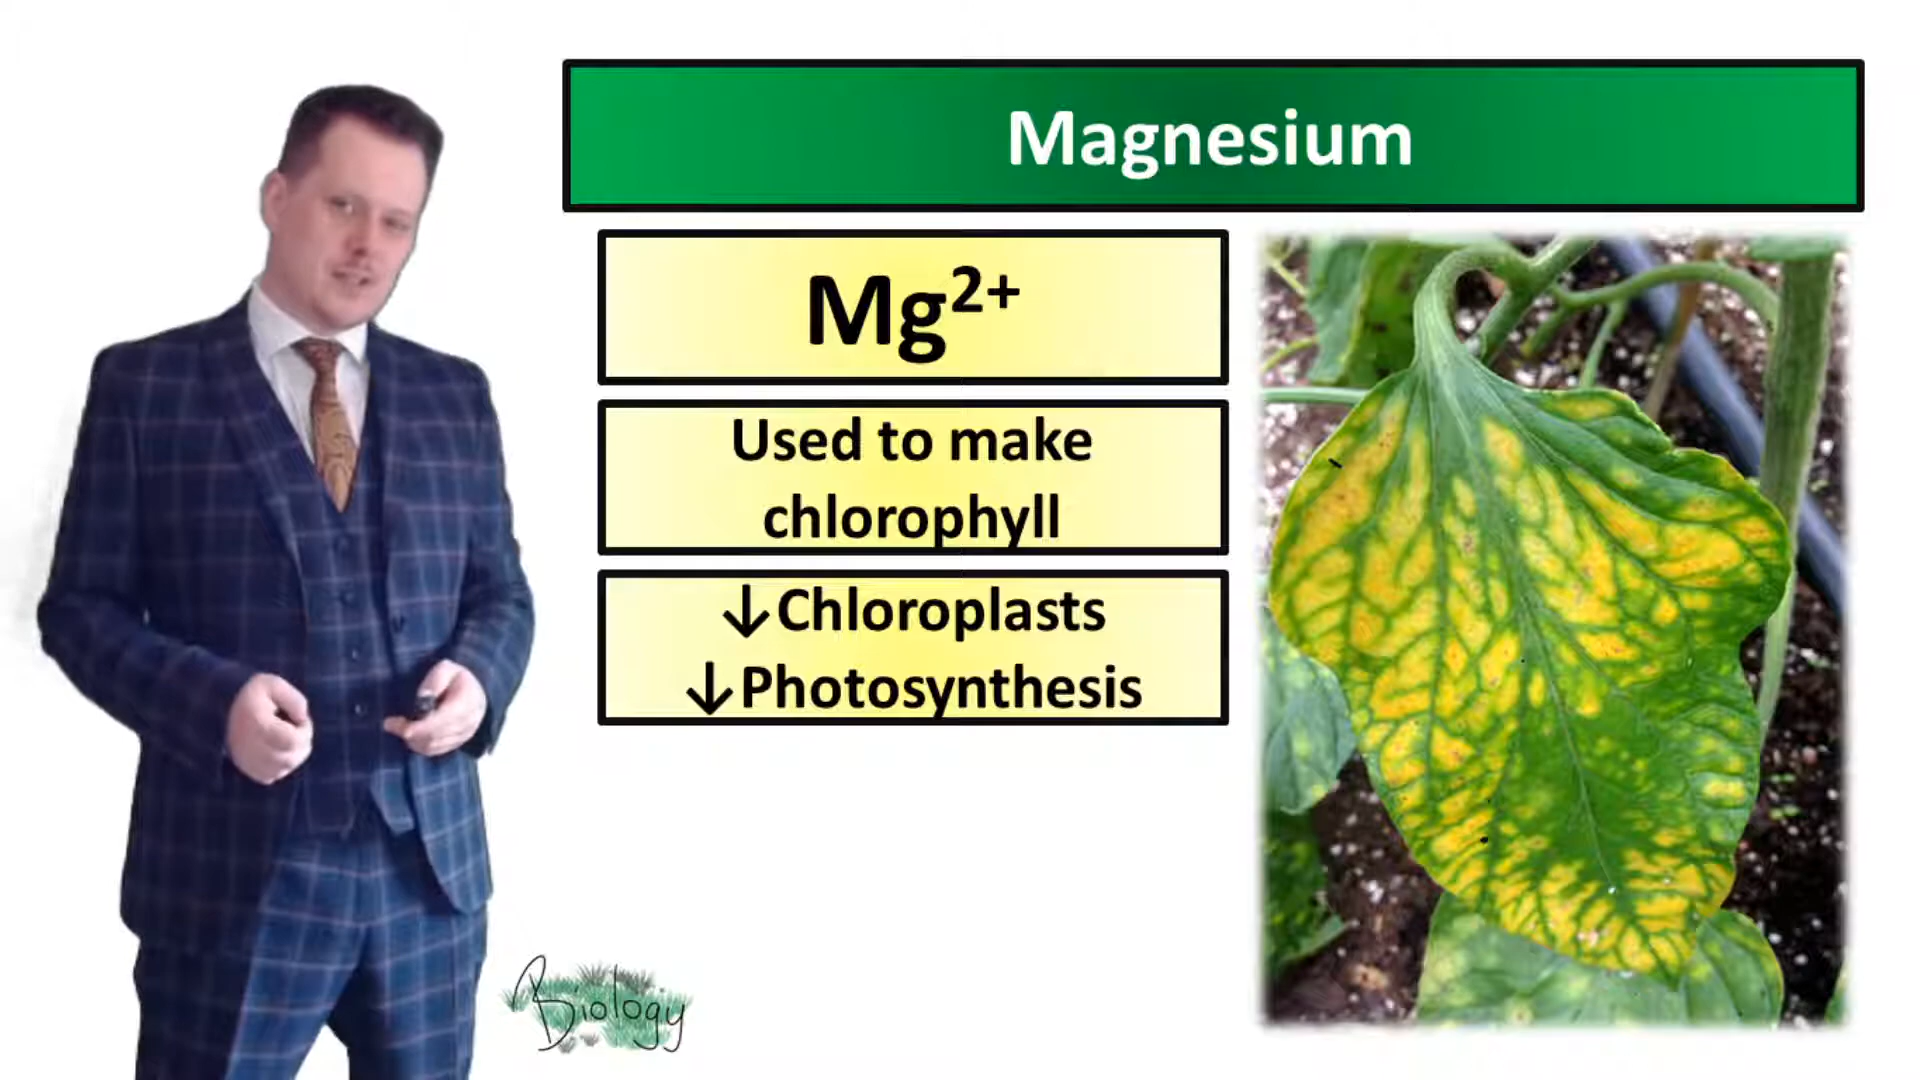 Magnesium
Mg²⁺
Used to make
chlorophyll
↓Chloroplasts
↓Photosynthesis
Biology